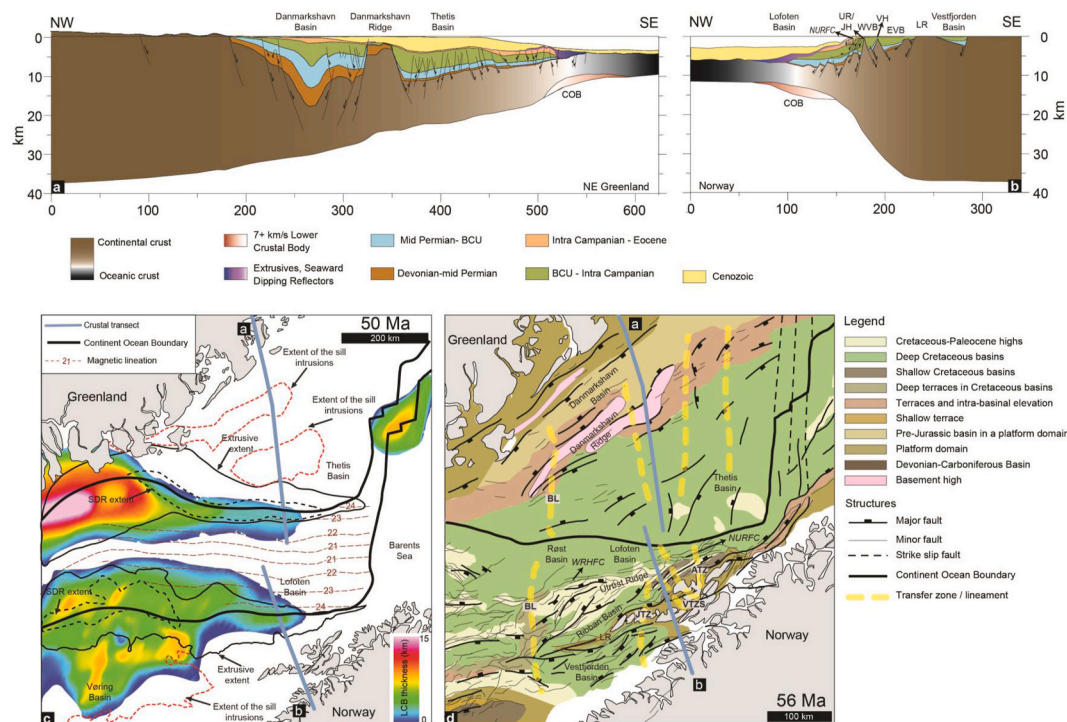 NW
Danmarkshavn
Basin
Danmarkshavn
Ridge
Thetis
Basin
SE
0
10
20
30
40
km
COB
a
NE Greenland
0
100
200
300
400
500
600
NW
Lofoten
Basin
NURFC
UR/
JH
WVB
VH
EVB
LR
Vestfjorden
Basin
SE
0
10
20
30
40
km
COB
Norway
b
0
100
200
300
Continental crust
Oceanic crust
7+ km/s Lower
Crustal Body
Extrusives, Seaward
Dipping Reflectors
Mid Permian- BCU
Devonian-mid Permian
Intra Campanian - Eocene
BCU - Intra Campanian
Cenozoic
Crustal transect
Continent Ocean Boundary
21
Magnetic lineation
a
50 Ma
200 km
Extent of the sill
intrusions
Extent of the sill
intrusions
Greenland
Extrusive
extent
Thetis
Basin
SDR extent
24
23
22
21
21
22
23
24
Barents
Sea
Lofoten
Basin
SDR extent
Vøring
Basin
Extrusive
extent
Extent of the sill
intrusions
b
Norway
15
LCB thickness (km)
0
c
a
Greenland
Danmarkshavn
Basin
Danmarkshavn
Ridge
BL
Thetis
Basin
Røst
Basin
Lofoten
Basin
NURFC
WRHFC
Utrøst Ridge
ATZ
BL
Ribban Basin
JTZ
VTZS
LR
Vestfjorden
Basin
Norway
b
56 Ma
100 km
d
Legend
Cretaceous-Paleocene highs
Deep Cretaceous basins
Shallow Cretaceous basins
Deep terraces in Cretaceous basins
Terraces and intra-basinal elevation
Shallow terrace
Pre-Jurassic basin in a platform domain
Platform domain
Devonian-Carboniferous Basin
Basement high
Structures
Major fault
Minor fault
Strike slip fault
Continent Ocean Boundary
Transfer zone / lineament